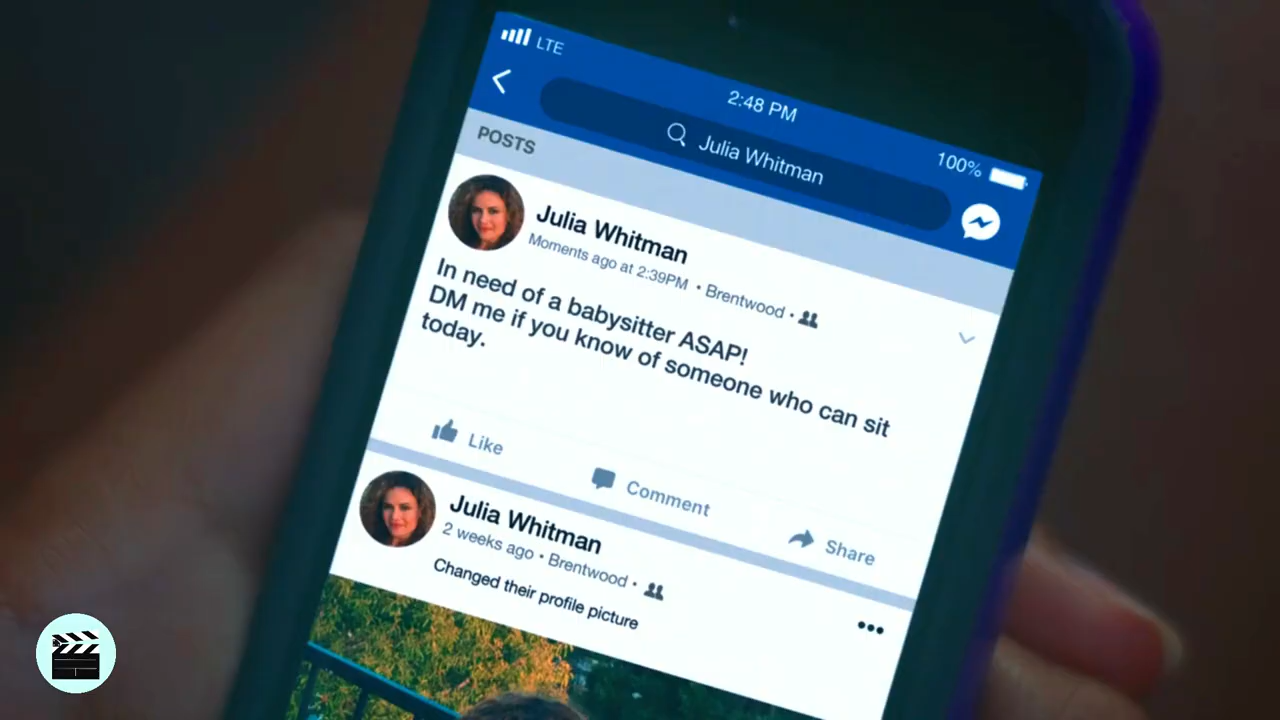 LTE
2:48 PM
100%
Julia Whitman
POSTS
Julia Whitman
Moments ago at 2:39PM • Brentwood •
In need of a babysitter ASAP!
DM me if you know of someone who can sit
today.
Like Comment Share
Julia Whitman
2 weeks ago • Brentwood •
Changed their profile picture